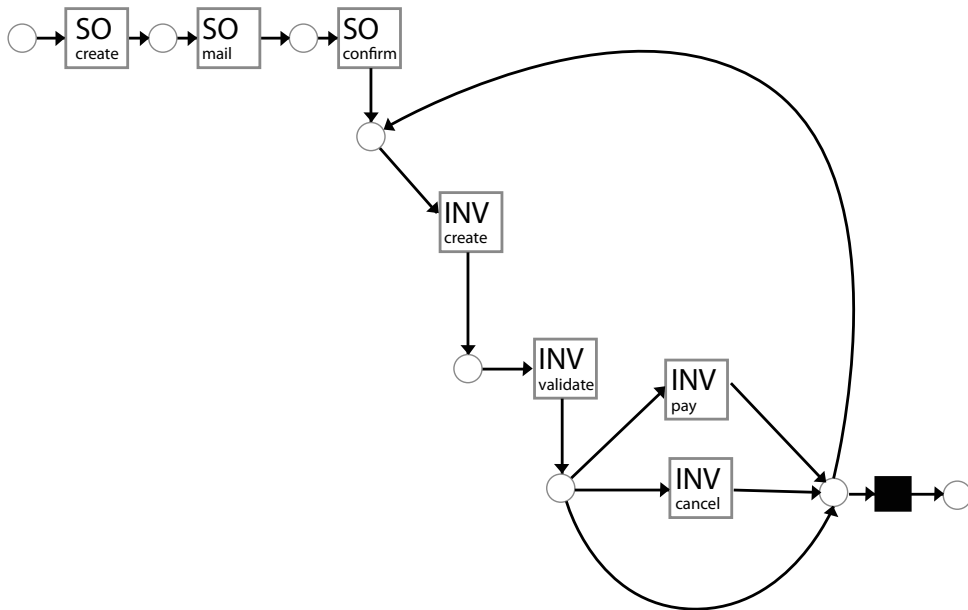 SO
create
SO
mail
SO
confirm
INV
create
INV
validate
INV
pay
INV
cancel